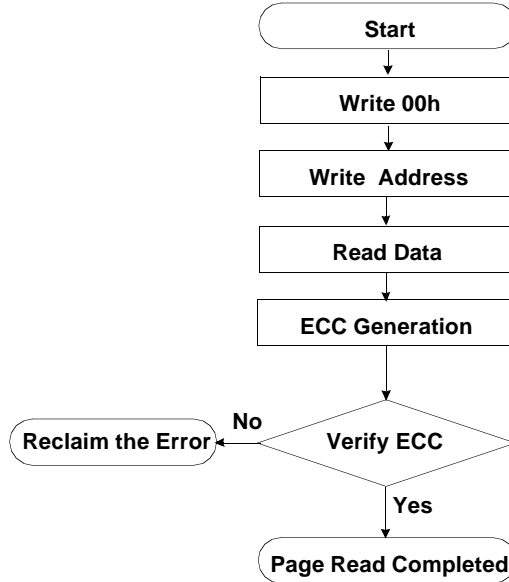 Start
Write 00h
Write Address
Read Data
ECC Generation
Verify ECC
No
Reclaim the Error
Yes
Page Read Completed